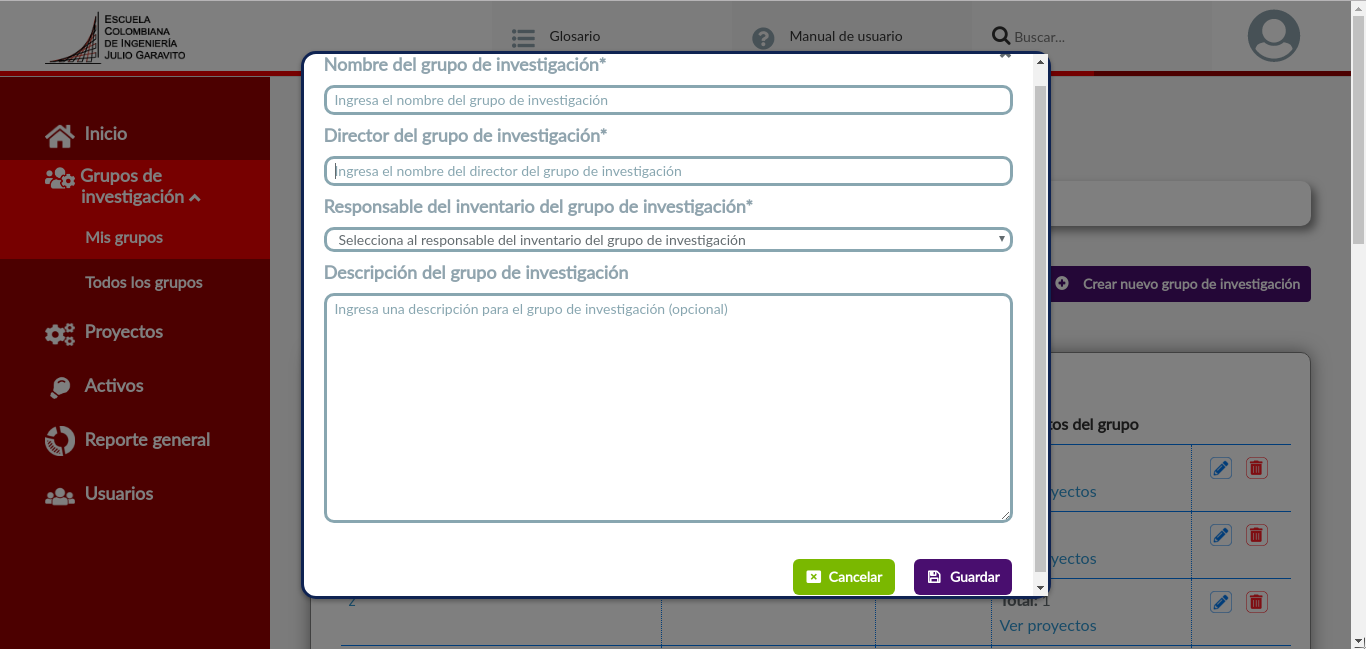 ESCUELA
COLOMBIANA
DE INGENIERÍA
JULIO GARAVITO
Glosario
Manual de usuario
Buscar...
Inicio
Grupos de
investigación
Mis grupos
Todos los grupos
Proyectos
Activos
Reporte general
Usuarios
Nombre del grupo de investigación*
Ingresa el nombre del grupo de investigación
Director del grupo de investigación*
Ingresa el nombre del director del grupo de investigación
Responsable del inventario del grupo de investigación*
Selecciona al responsable del inventario del grupo de investigación
Descripción del grupo de investigación
Ingresa una descripción para el grupo de investigación (opcional)
Cancelar
Guardar
Crear nuevo grupo de investigación
tos del grupo
yectos
yectos
2
Total: 1
Ver proyectos